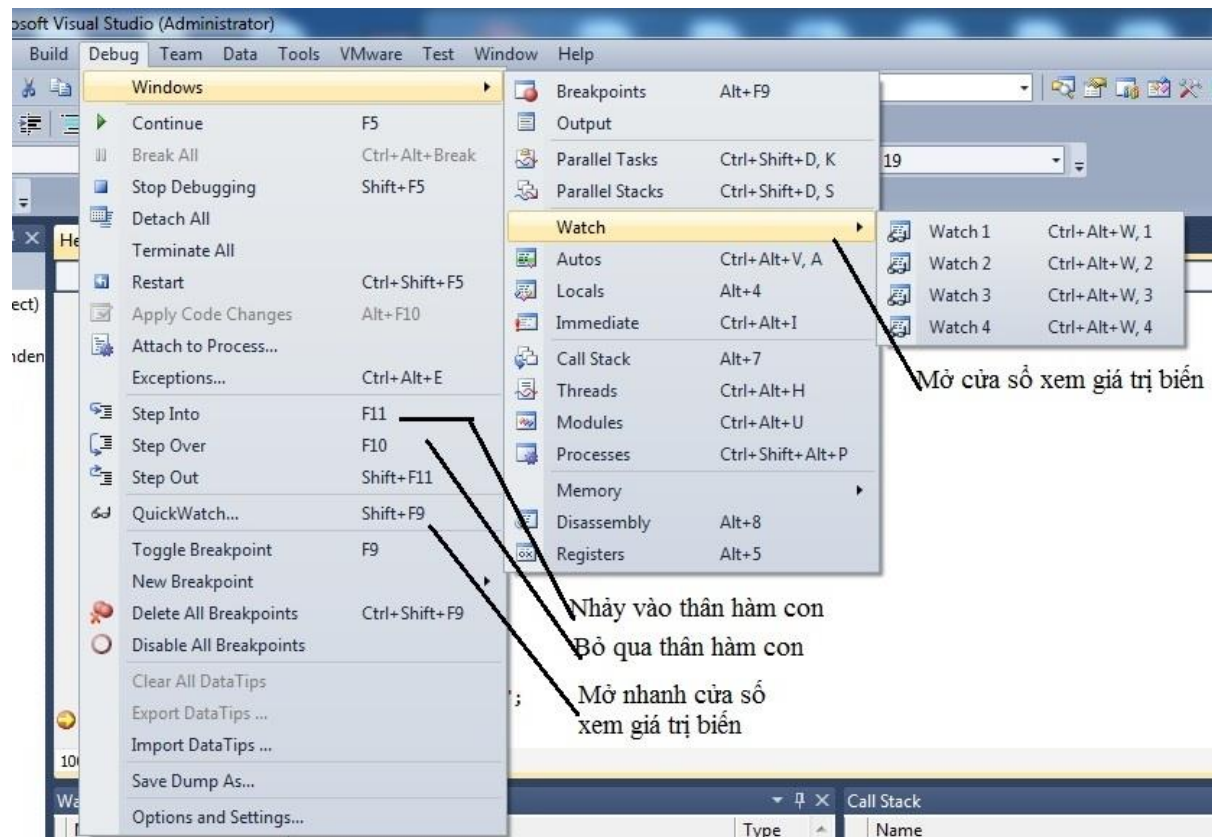 osoft Visual Studio (Administrator)
Build Debug Team Data Tools VMware Test Window Help
Windows
Continue F5
Break All Ctrl+Alt+Break
Stop Debugging Shift+F5
Detach All
Terminate All
Restart Ctrl+Shift+F5
Apply Code Changes Alt+F10
Attach to Process...
Exceptions... Ctrl+Alt+E
Step Into F11
Step Over F10
Step Out Shift+F11
QuickWatch... Shift+F9
Toggle Breakpoint F9
New Breakpoint
Delete All Breakpoints Ctrl+Shift+F9
Disable All Breakpoints
Clear All DataTips
Export DataTips ...
Import DataTips ...
Save Dump As...
Options and Settings...
Breakpoints Alt+F9
Output
Parallel Tasks Ctrl+Shift+D, K
Parallel Stacks Ctrl+Shift+D, S
Watch
Autos Ctrl+Alt+V, A
Locals Alt+4
Immediate Ctrl+Alt+I
Call Stack Alt+7
Threads Ctrl+Alt+H
Modules Ctrl+Alt+U
Processes Ctrl+Shift+Alt+P
Memory
Disassembly Alt+8
Registers Alt+5
19
Watch 1 Ctrl+Alt+W, 1
Watch 2 Ctrl+Alt+W, 2
Watch 3 Ctrl+Alt+W, 3
Watch 4 Ctrl+Alt+W, 4
Mở cửa sổ xem giá trị biến
Nhảy vào thân hàm con
Bỏ qua thân hàm con
Mở nhanh cửa số
xem giá trị biến
He
ect)
nden
";
10
Wa
Call Stack
Type
Name